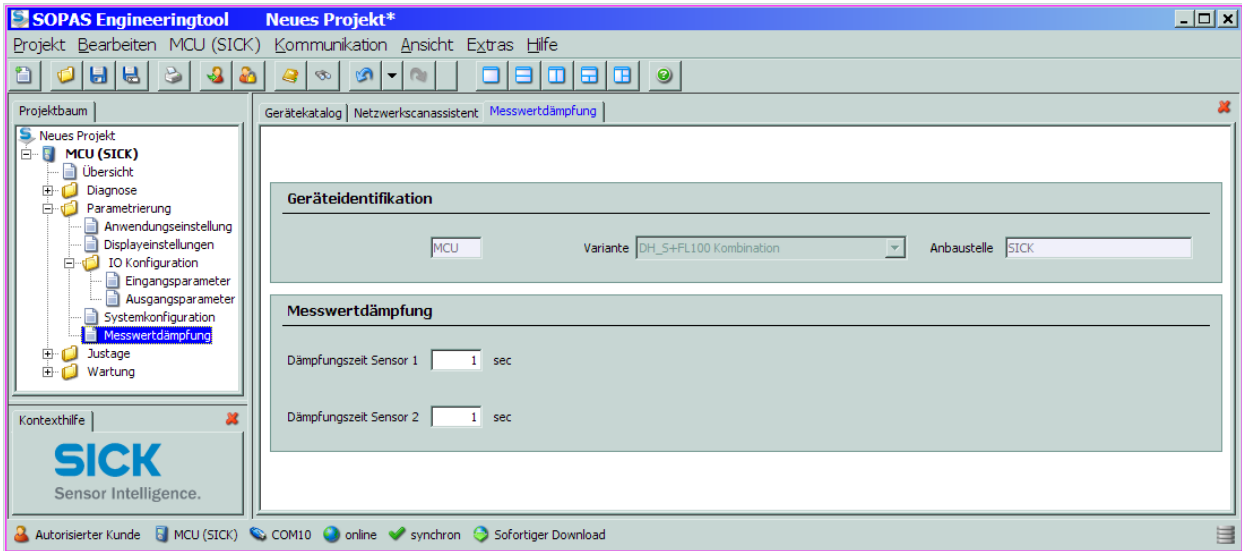 SOPAS Engineeringtool Neues Projekt*
Projekt Bearbeiten MCU (SICK) Kommunikation Ansicht Extras Hilfe
Projektbaum
Neues Projekt
MCU (SICK)
Übersicht
Diagnose
Parametrierung
Anwendungseinstellung
Displayeinstellungen
IO Konfiguration
Eingangsparameter
Ausgangsparameter
Systemkonfiguration
Messwertdämpfung
Justage
Wartung
Kontexthilfe
SICK
Sensor Intelligence.
Gerätekatalog Netzwerkscanassistent Messwertdämpfung
Geräteidentifikation
MCU Variante DH_S+FL100 Kombination Anbaustelle SICK
Messwertdämpfung
Dämpfungszeit Sensor 1 1 sec
Dämpfungszeit Sensor 2 1 sec
Autorisierter Kunde MCU (SICK) COM10 online synchron Sofortiger Download